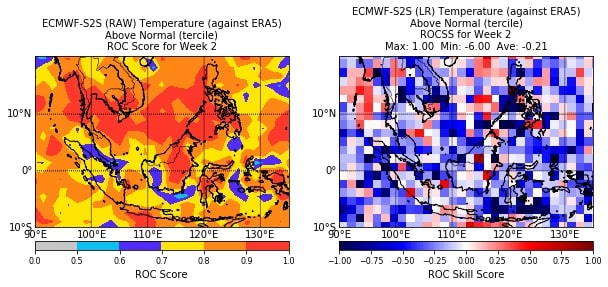 ECMWF-S2S (RAW) Temperature (against ERA5)
Above Normal (tercile)
ROC Score for Week 2
10°N
0°
10°S
90°E 100°E 110°E 120°E 130°E
0.0 0.5 0.6 0.7 0.8 0.9 1.0
ROC Score
ECMWF-S2S (LR) Temperature (against ERA5)
Above Normal (tercile)
ROCSS for Week 2
Max: 1.00 Min: -6.00 Ave: -0.21
10°N
0°
10°S
90°E 100°E 110°E 120°E 130°E
−1.00 −0.75 −0.50 −0.25 0.00 0.25 0.50 0.75 1.00
ROC Skill Score